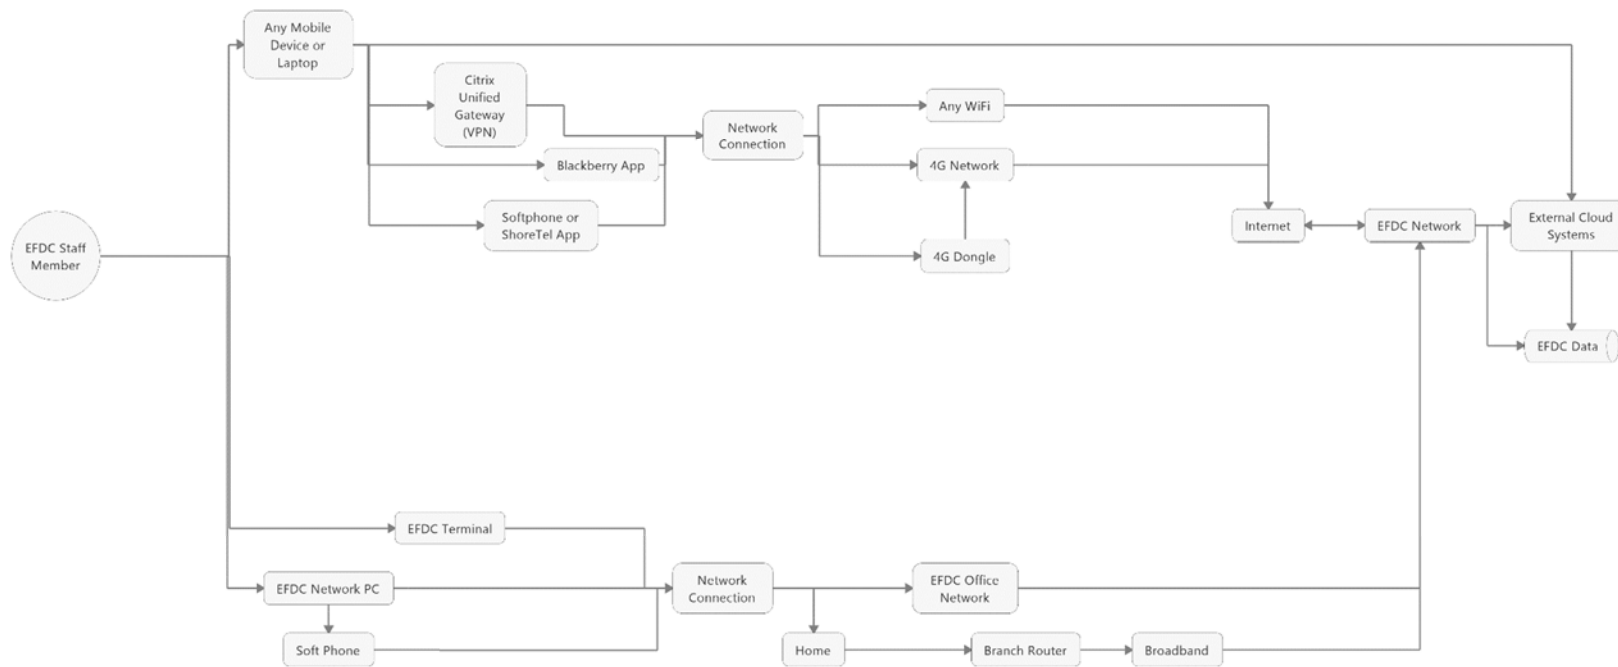 Any Mobile
Device or
Laptop
Citrix
Unified
Gateway
(VPN)
Any WiFi
Network
Connection
Blackberry App
4G Network
Softphone or
ShoreTel App
Internet
EFDC Network
External Cloud
Systems
EFDC Staff
Member
4G Dongle
EFDC Data
EFDC Terminal
EFDC Network PC
Network
Connection
EFDC Office
Network
Soft Phone
Home
Branch Router
Broadband